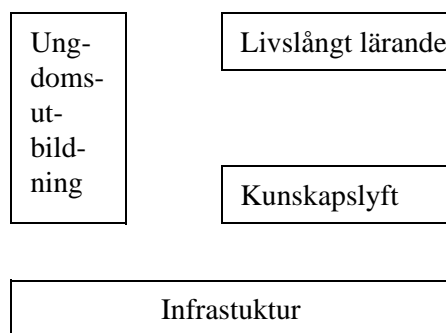 Ung-
doms-
ut-
bild-
ning
Livslångt lärande
Kunskapslyft
Infrastuktur